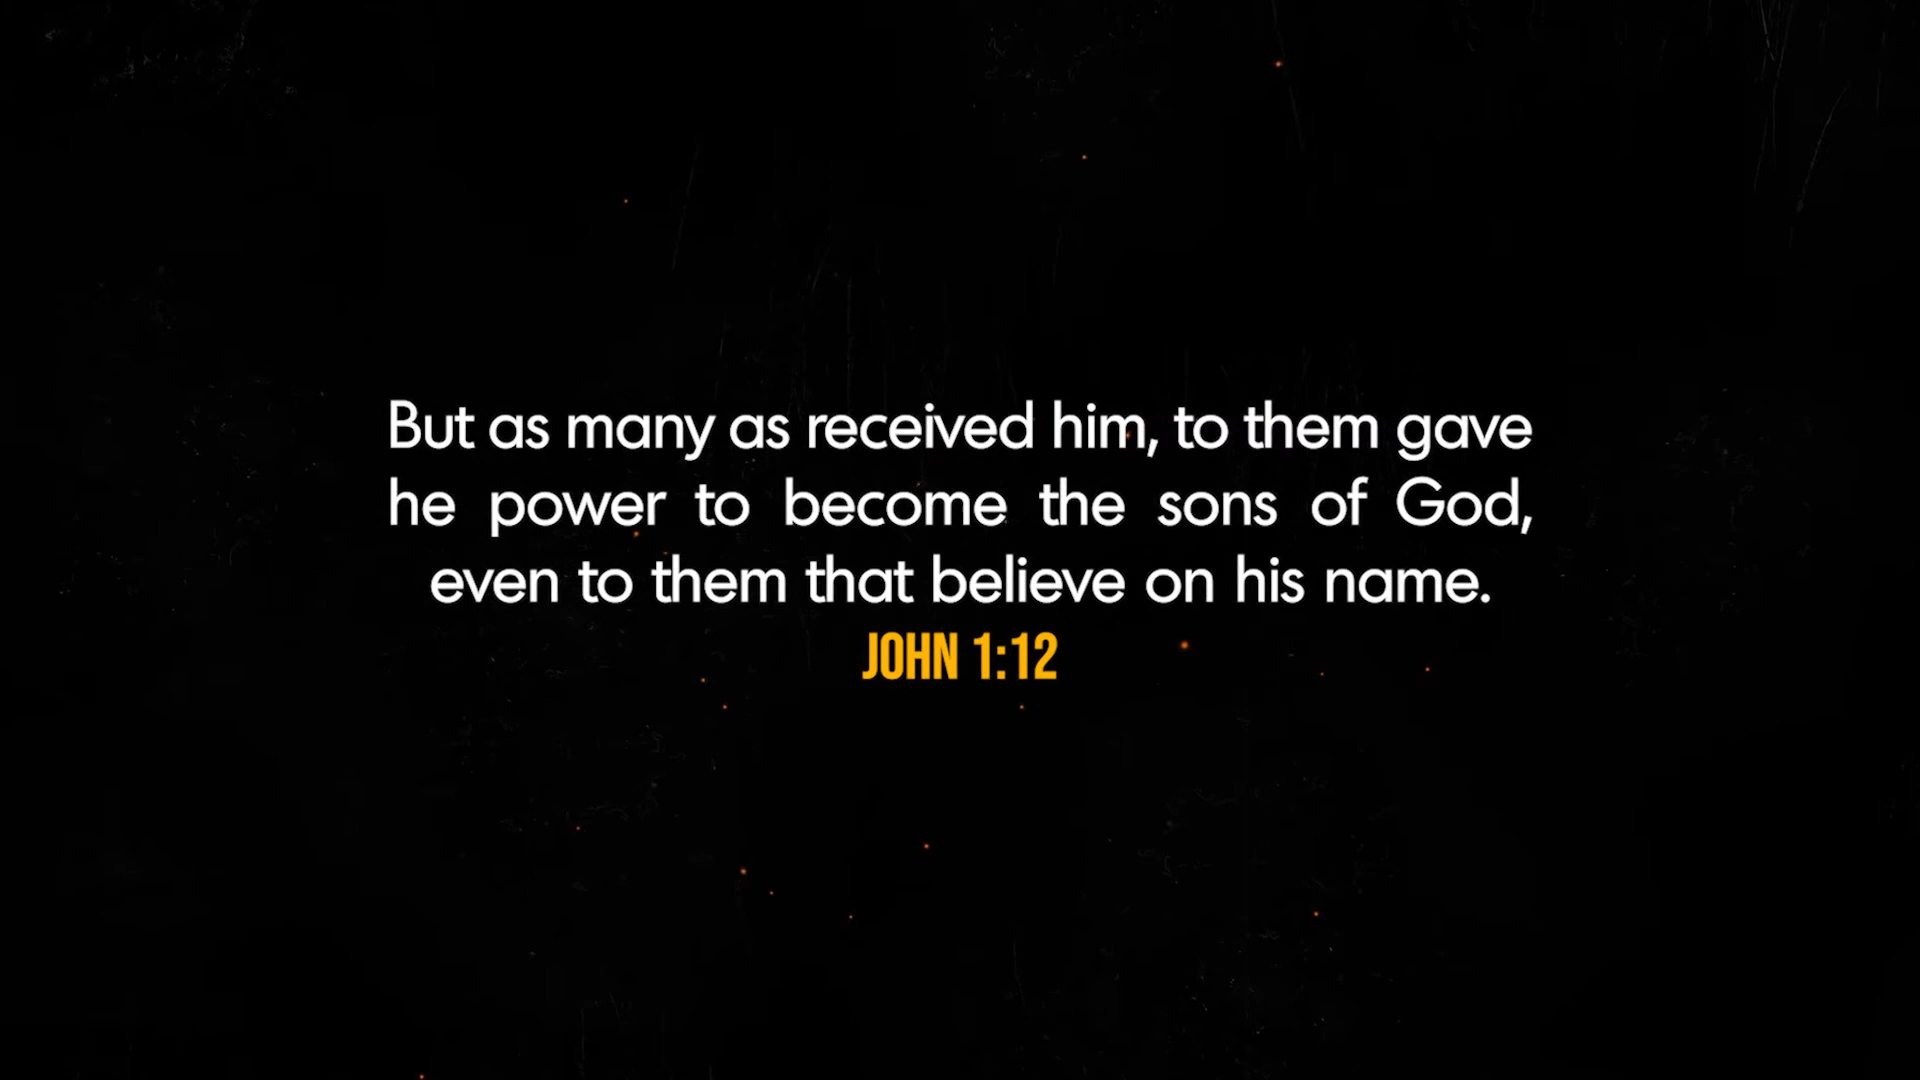 But as many as received him, to them gave
he power to become the sons of God,
even to them that believe on his name.
JOHN 1:12